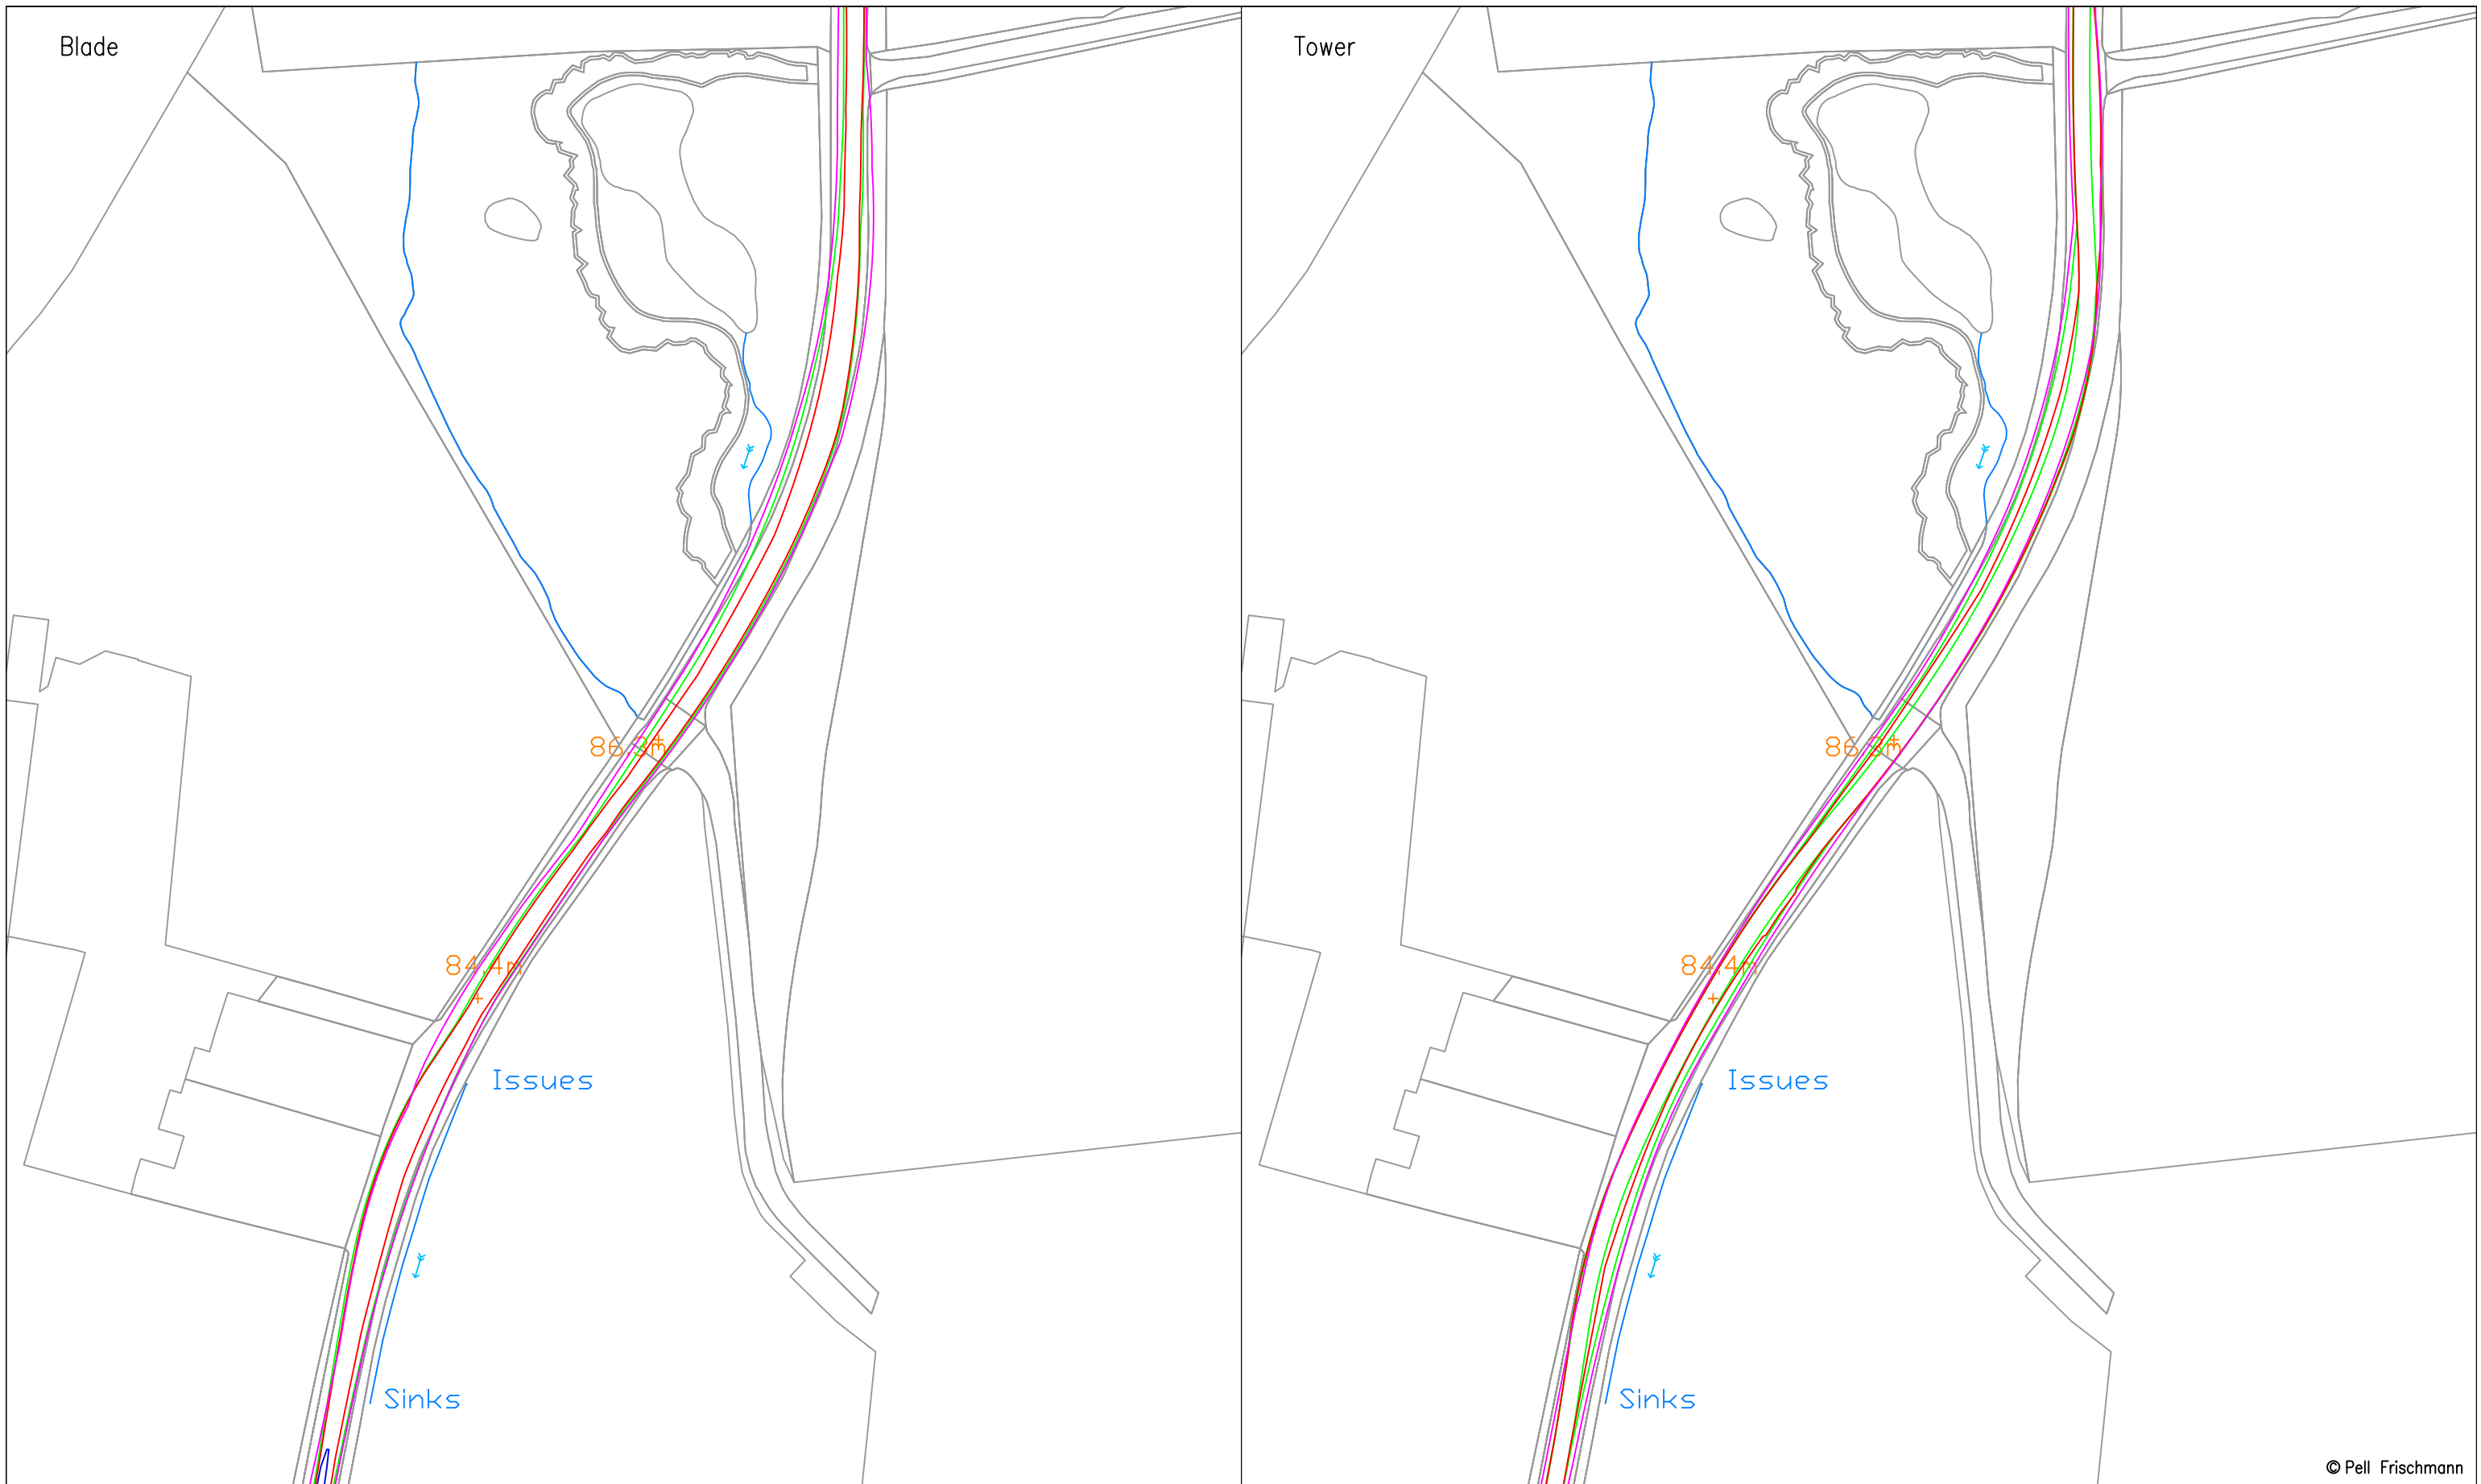 Blade
86.3m
84.4m
Issues
Sinks
Tower
86.3m
84.4m
Issues
Sinks
© Pell Frischmann